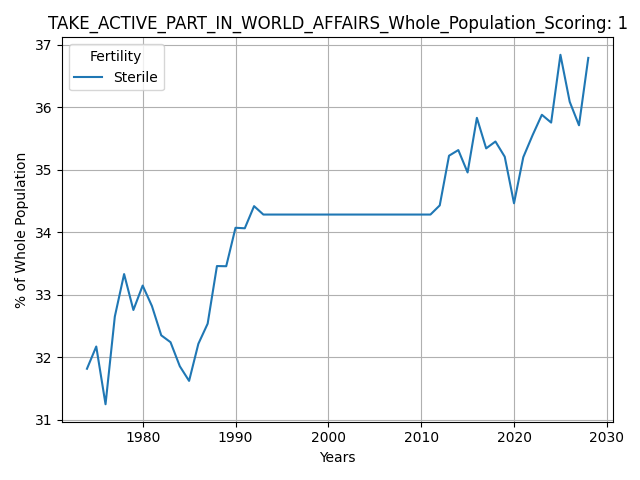 TAKE_ACTIVE_PART_IN_WORLD_AFFAIRS_Whole_Population_Scoring: 1
Fertility
Sterile
37
36
35
34
33
32
31
% of Whole Population
1980
1990
2000
2010
2020
2030
Years